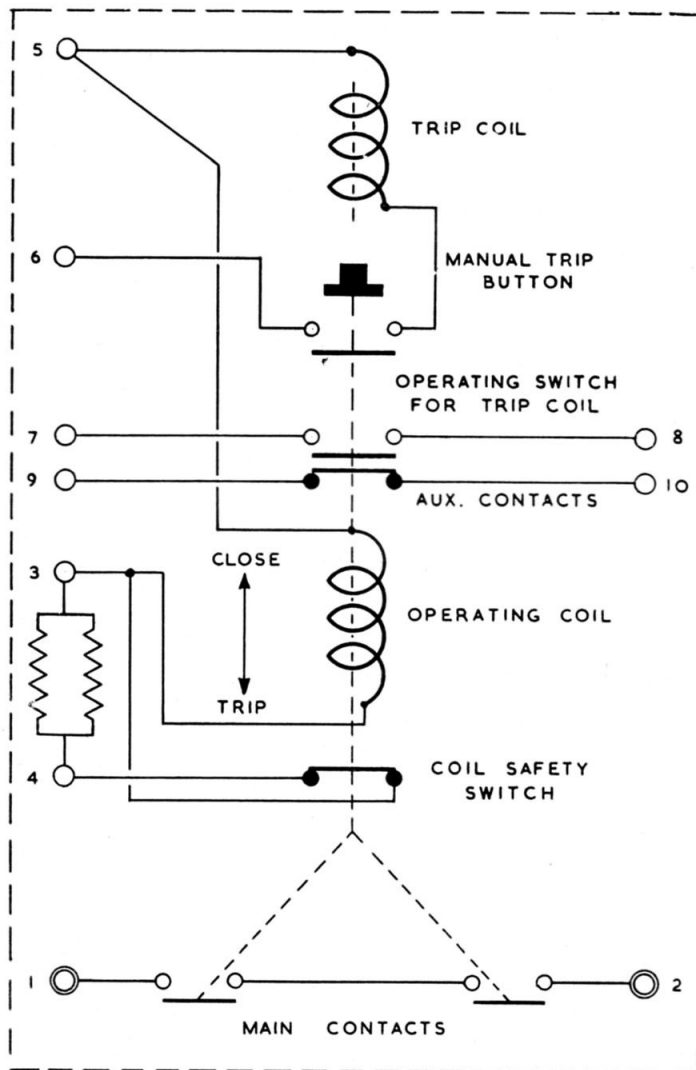 5
TRIP COIL
6
MANUAL TRIP
BUTTON
OPERATING SWITCH
FOR TRIP COIL
7
8
9
10
AUX. CONTACTS
3
CLOSE
OPERATING COIL
TRIP
4
COIL SAFETY
SWITCH
1
2
MAIN CONTACTS